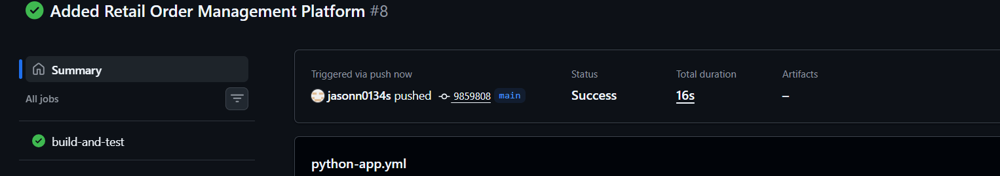 Added Retail Order Management Platform #8
Summary
All jobs
build-and-test
Triggered via push now
jasonn0134s pushed 9859808 main
Status
Success
Total duration
16s
Artifacts
–
python-app.yml